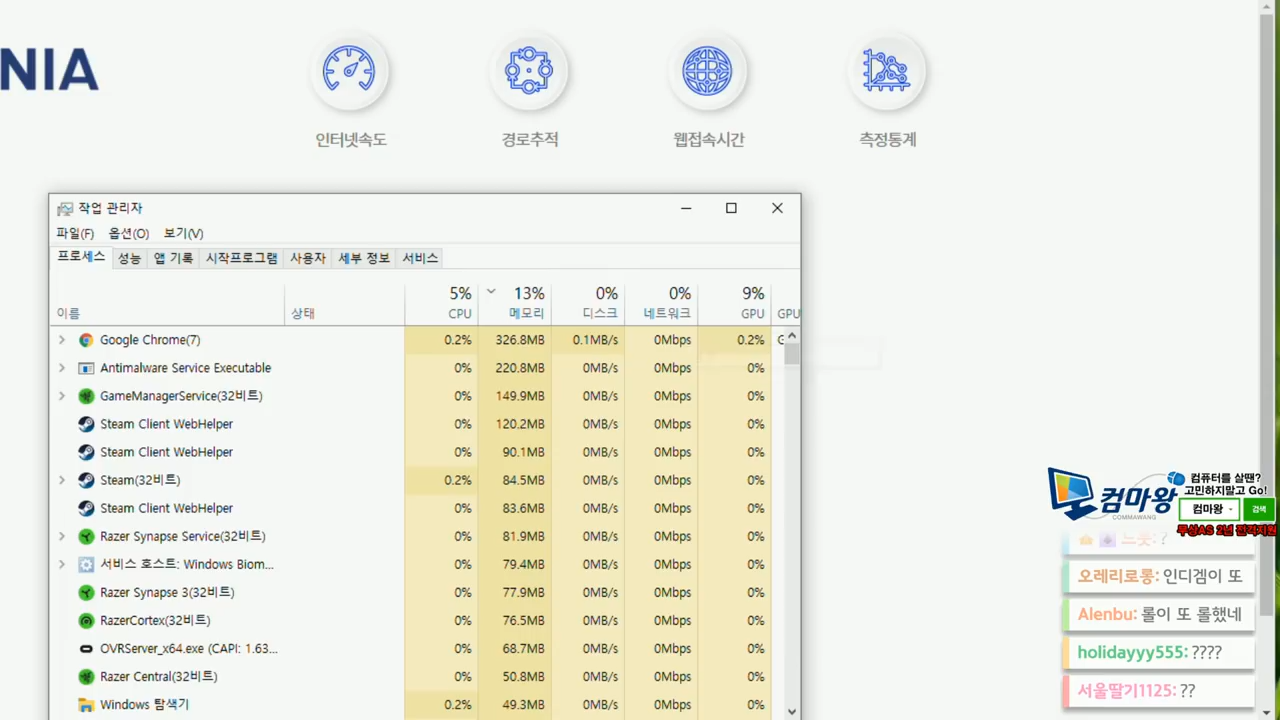 NIA
인터넷속도 경로추적 웹접속시간 측정통계
작업 관리자
파일(F) 옵션(O) 보기(V)
프로세스 성능 앱 기록 시작프로그램 사용자 세부 정보 서비스
5% 13% 0% 0% 9%
이름 상태 CPU 메모리 디스크 네트워크 GPU GPU
Google Chrome(7) 0.2% 326.8MB 0.1MB/s 0Mbps 0.2% G
Antimalware Service Executable 0% 220.8MB 0MB/s 0Mbps 0%
GameManagerService(32비트) 0% 149.9MB 0MB/s 0Mbps 0%
Steam Client WebHelper 0% 120.2MB 0MB/s 0Mbps 0%
Steam Client WebHelper 0% 90.1MB 0MB/s 0Mbps 0%
Steam(32비트) 0.2% 84.5MB 0MB/s 0Mbps 0%
Steam Client WebHelper 0% 83.6MB 0MB/s 0Mbps 0%
Razer Synapse Service(32비트) 0% 81.9MB 0MB/s 0Mbps 0%
서비스 호스트: Windows Biom... 0% 79.4MB 0MB/s 0Mbps 0%
Razer Synapse 3(32비트) 0% 77.9MB 0MB/s 0Mbps 0%
RazerCortex(32비트) 0% 76.5MB 0MB/s 0Mbps 0%
OVRServer_x64.exe (CAPI: 1.63... 0% 68.7MB 0MB/s 0Mbps 0%
Razer Central(32비트) 0% 50.8MB 0MB/s 0Mbps 0%
Windows 탐색기 0.2% 49.3MB 0MB/s 0Mbps 0%
컴퓨터를 살땐?
고민하지말고 Go!
컴마왕 컴마왕 검색
COMMAWANG
무상AS 2년 전격지원
?
오레리로롱: 인디겜이 또
Alenbu: 롤이 또 롤했네
holidayyy555: ????
서울딸기1125: ??